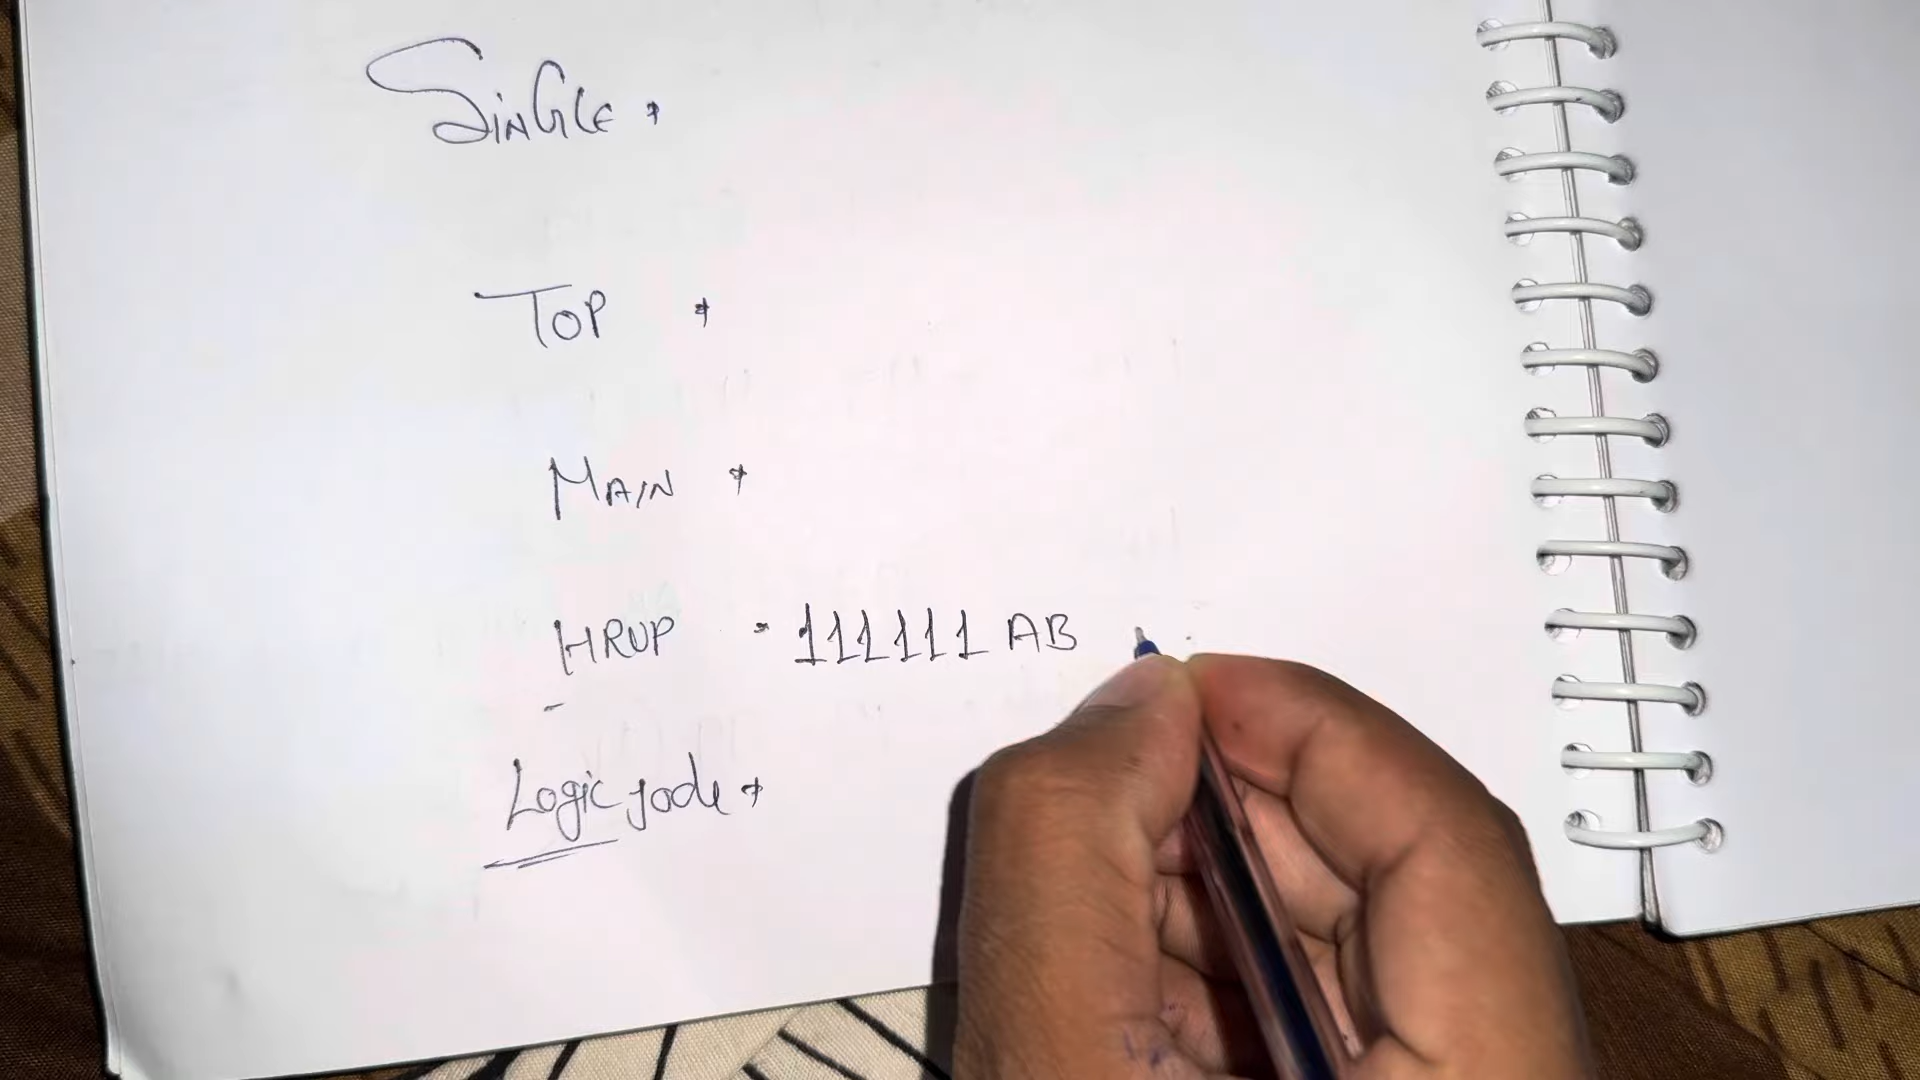 SINGLE *
TOP *
MAIN *
HRUP - 111111 AB
Logic jode *